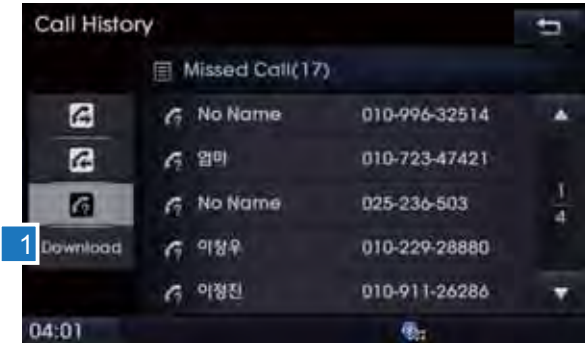 Call History
Missed Call(17)
No Name 010-996-32514
엄마 010-723-47421
No Name 025-236-503
이창우 010-229-28880
이정진 010-911-26286
1
4
1 Download
04:01